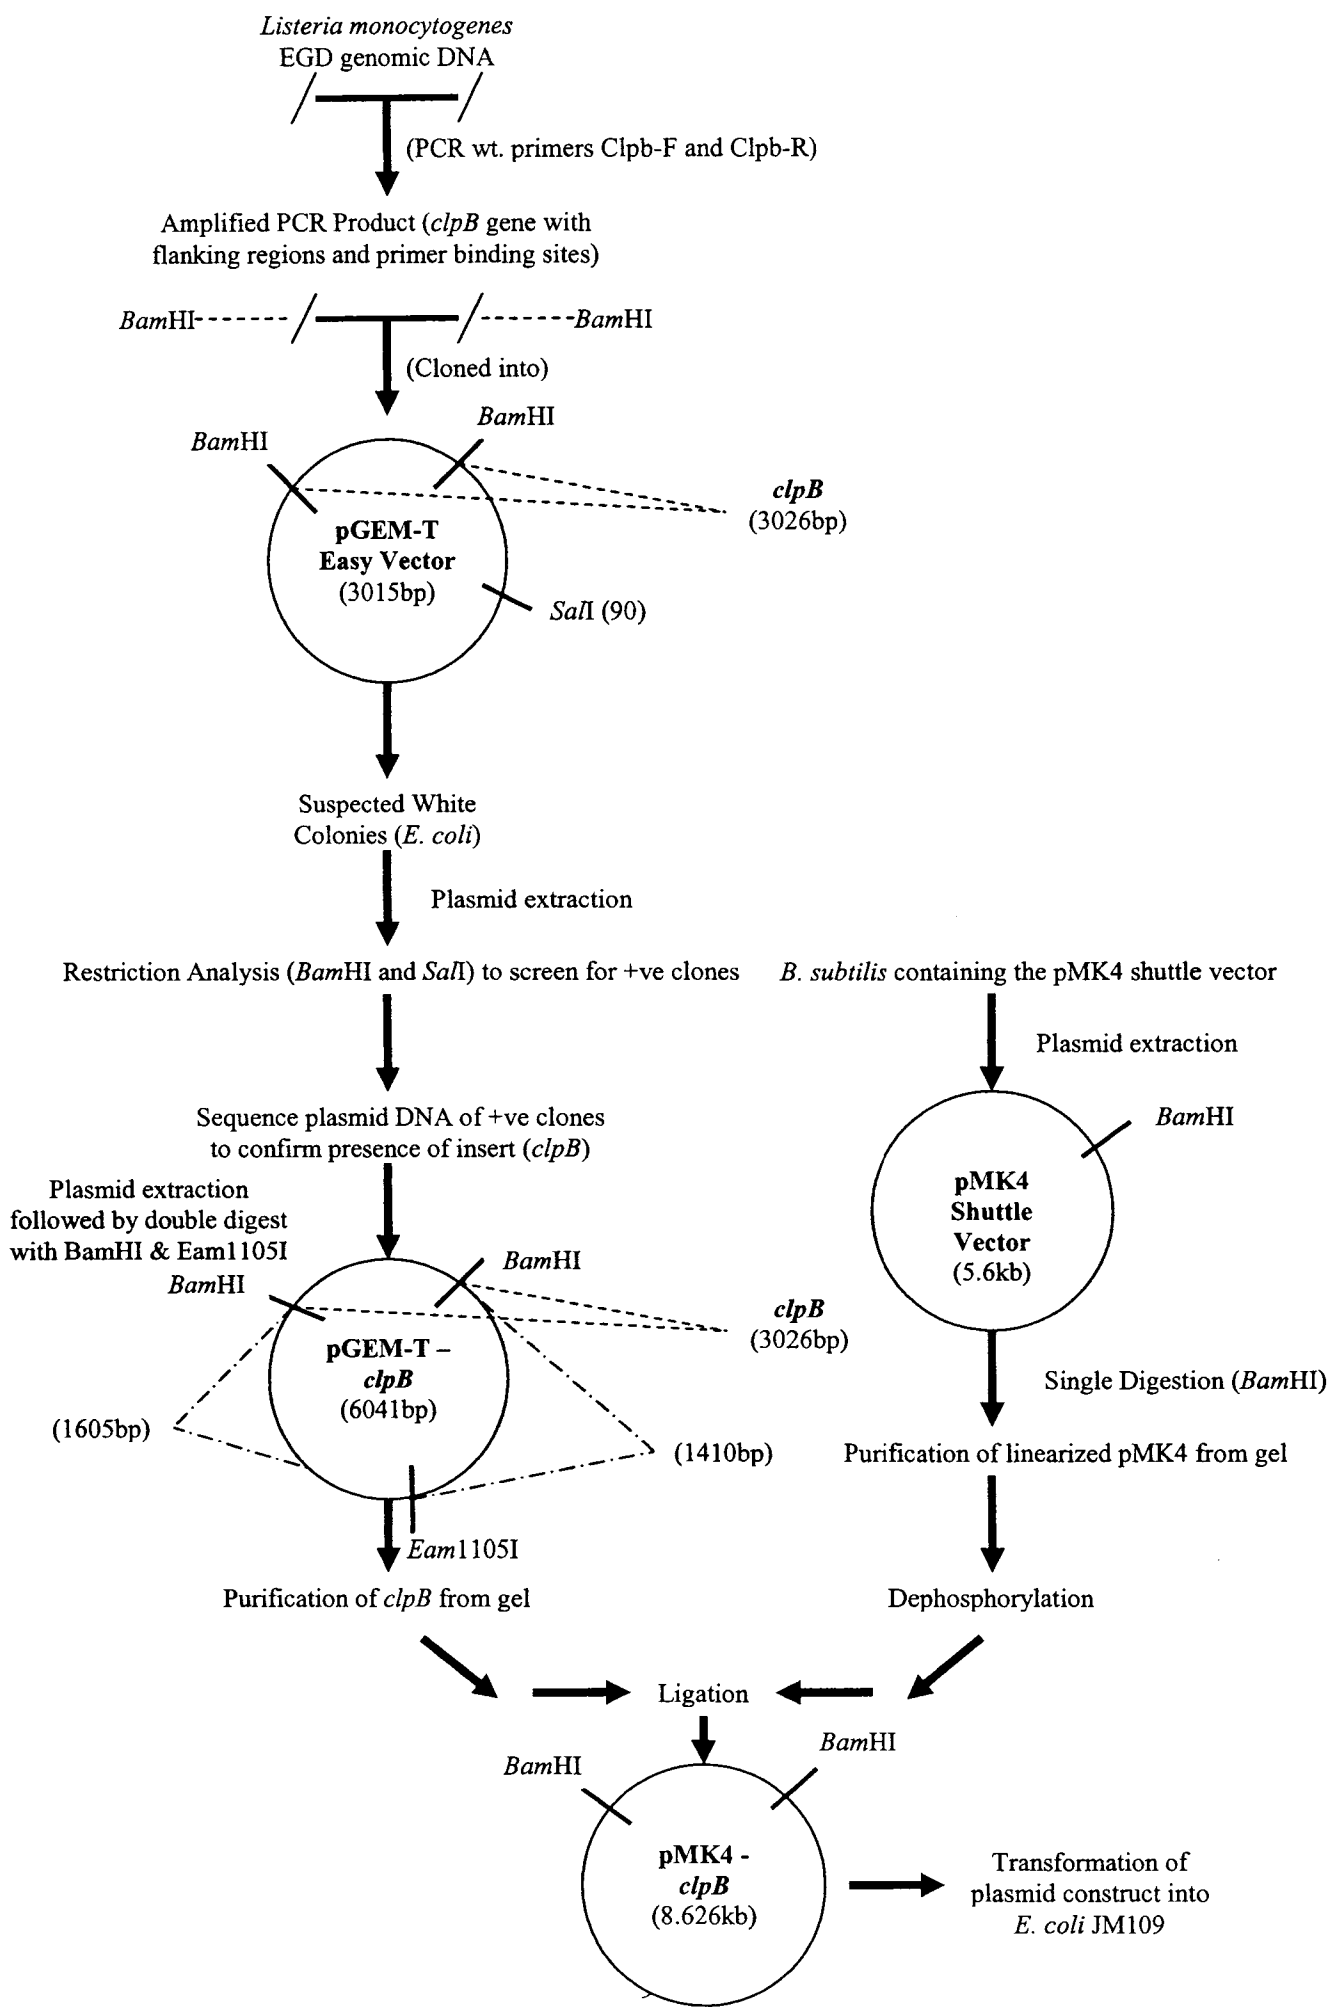 Listeria monocytogenes
EGD genomic DNA
(PCR wt. primers Clpb-F and Clpb-R)
Amplified PCR Product (clpB gene with
flanking regions and primer binding sites)
BamHI
BamHI
(Cloned into)
BamHI
BamHI
clpB
(3026bp)
pGEM-T
Easy Vector
(3015bp)
SalI (90)
Suspected White
Colonies (E. coli)
Plasmid extraction
Restriction Analysis (BamHI and SalI) to screen for +ve clones
B. subtilis containing the pMK4 shuttle vector
Plasmid extraction
Sequence plasmid DNA of +ve clones
to confirm presence of insert (clpB)
BamHI
pMK4
Shuttle
Vector
(5.6kb)
Plasmid extraction
followed by double digest
with BamHI & Eam1105I
BamHI
BamHI
clpB
(3026bp)
pGEM-T –
clpB
(6041bp)
(1605bp)
(1410bp)
Eam1105I
Single Digestion (BamHI)
Purification of linearized pMK4 from gel
Purification of clpB from gel
Dephosphorylation
Ligation
BamHI
BamHI
pMK4 -
clpB
(8.626kb)
Transformation of
plasmid construct into
E. coli JM109